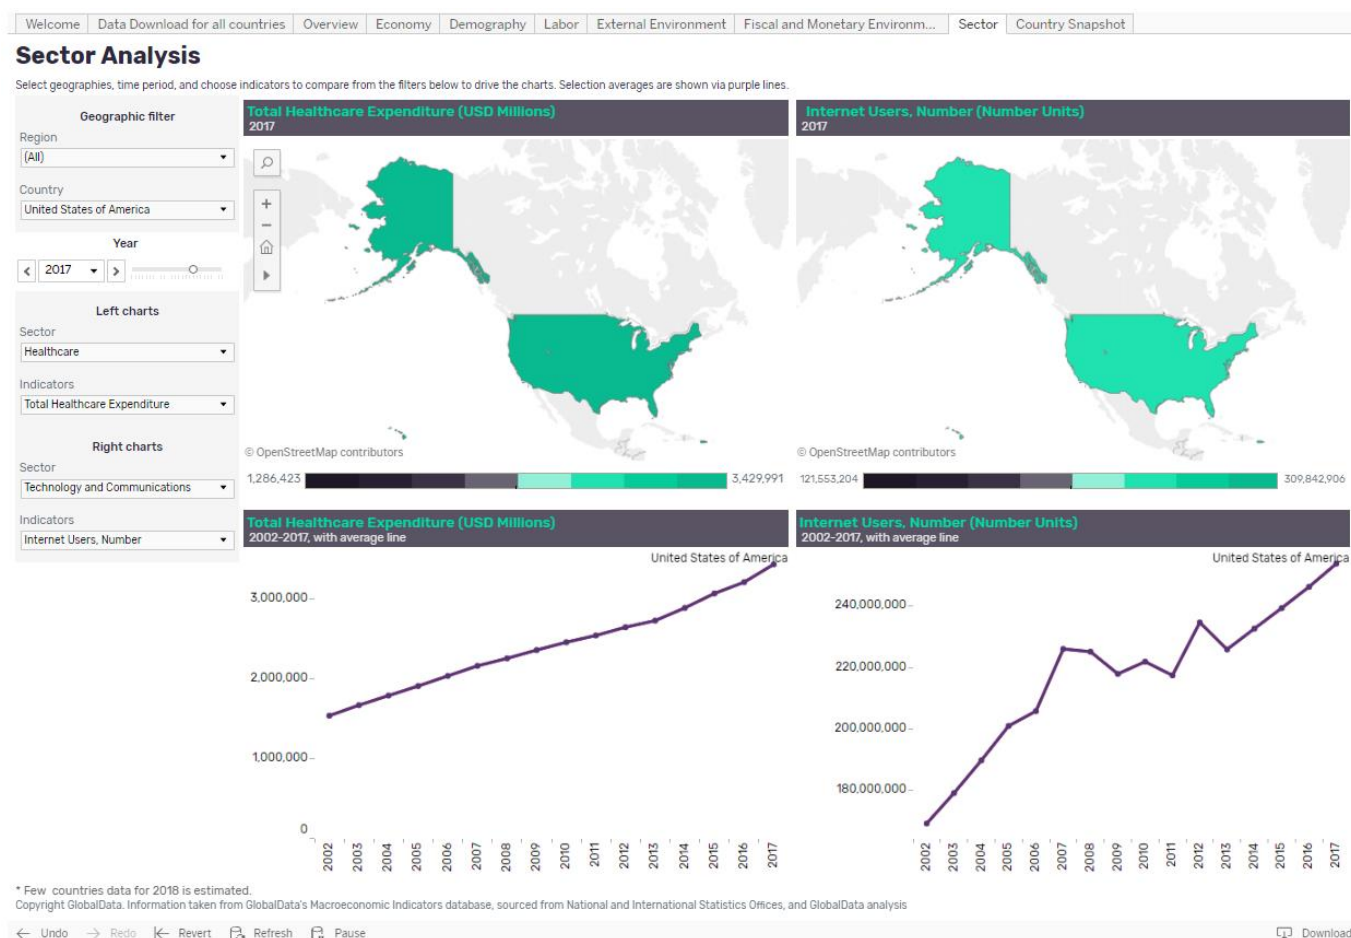 Welcome Data Download for all countries Overview Economy Demography Labor External Environment Fiscal and Monetary Environm... Sector Country Snapshot
Sector Analysis
Select geographies, time period, and choose indicators to compare from the filters below to drive the charts. Selection averages are shown via purple lines.
Geographic filter
Region
(All)
Country
United States of America
Year
2017
Left charts
Sector
Healthcare
Indicators
Total Healthcare Expenditure
Right charts
Sector
Technology and Communications
Indicators
Internet Users, Number
Total Healthcare Expenditure (USD Millions)
2017
© OpenStreetMap contributors
1,286,423 3,429,991
Internet Users, Number (Number Units)
2017
© OpenStreetMap contributors
121,553,204 309,842,906
Total Healthcare Expenditure (USD Millions)
2002-2017, with average line
United States of America
3,000,000
2,000,000
1,000,000
0
2002 2003 2004 2005 2006 2007 2008 2009 2010 2011 2012 2013 2014 2015 2016 2017
Internet Users, Number (Number Units)
2002-2017, with average line
United States of America
240,000,000
220,000,000
200,000,000
180,000,000
2002 2003 2004 2005 2006 2007 2008 2009 2010 2011 2012 2013 2014 2015 2016 2017
* Few countries data for 2018 is estimated.
Copyright GlobalData. Information taken from GlobalData's Macroeconomic Indicators database, sourced from National and International Statistics Offices, and GlobalData analysis
Undo Redo Revert Refresh Pause Download